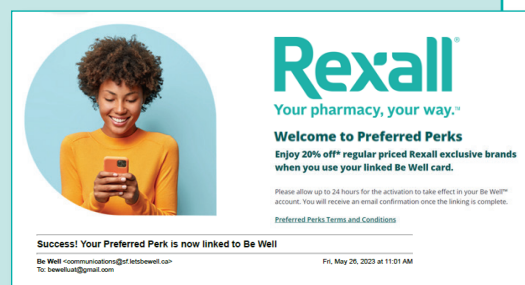 Rexall®
Your pharmacy, your way.™
Welcome to Preferred Perks
Enjoy 20% off* regular priced Rexall exclusive brands
when you use your linked Be Well card.
Please allow up to 24 hours for the activation to take effect in your Be Well™
account. You will receive an email confirmation once the linking is complete.
Preferred Perks Terms and Conditions
Success! Your Preferred Perk is now linked to Be Well
Be Well <communications@sf.letsbewell.ca> Fri, May 26, 2023 at 11:01 AM
To: bewelluat@gmail.com